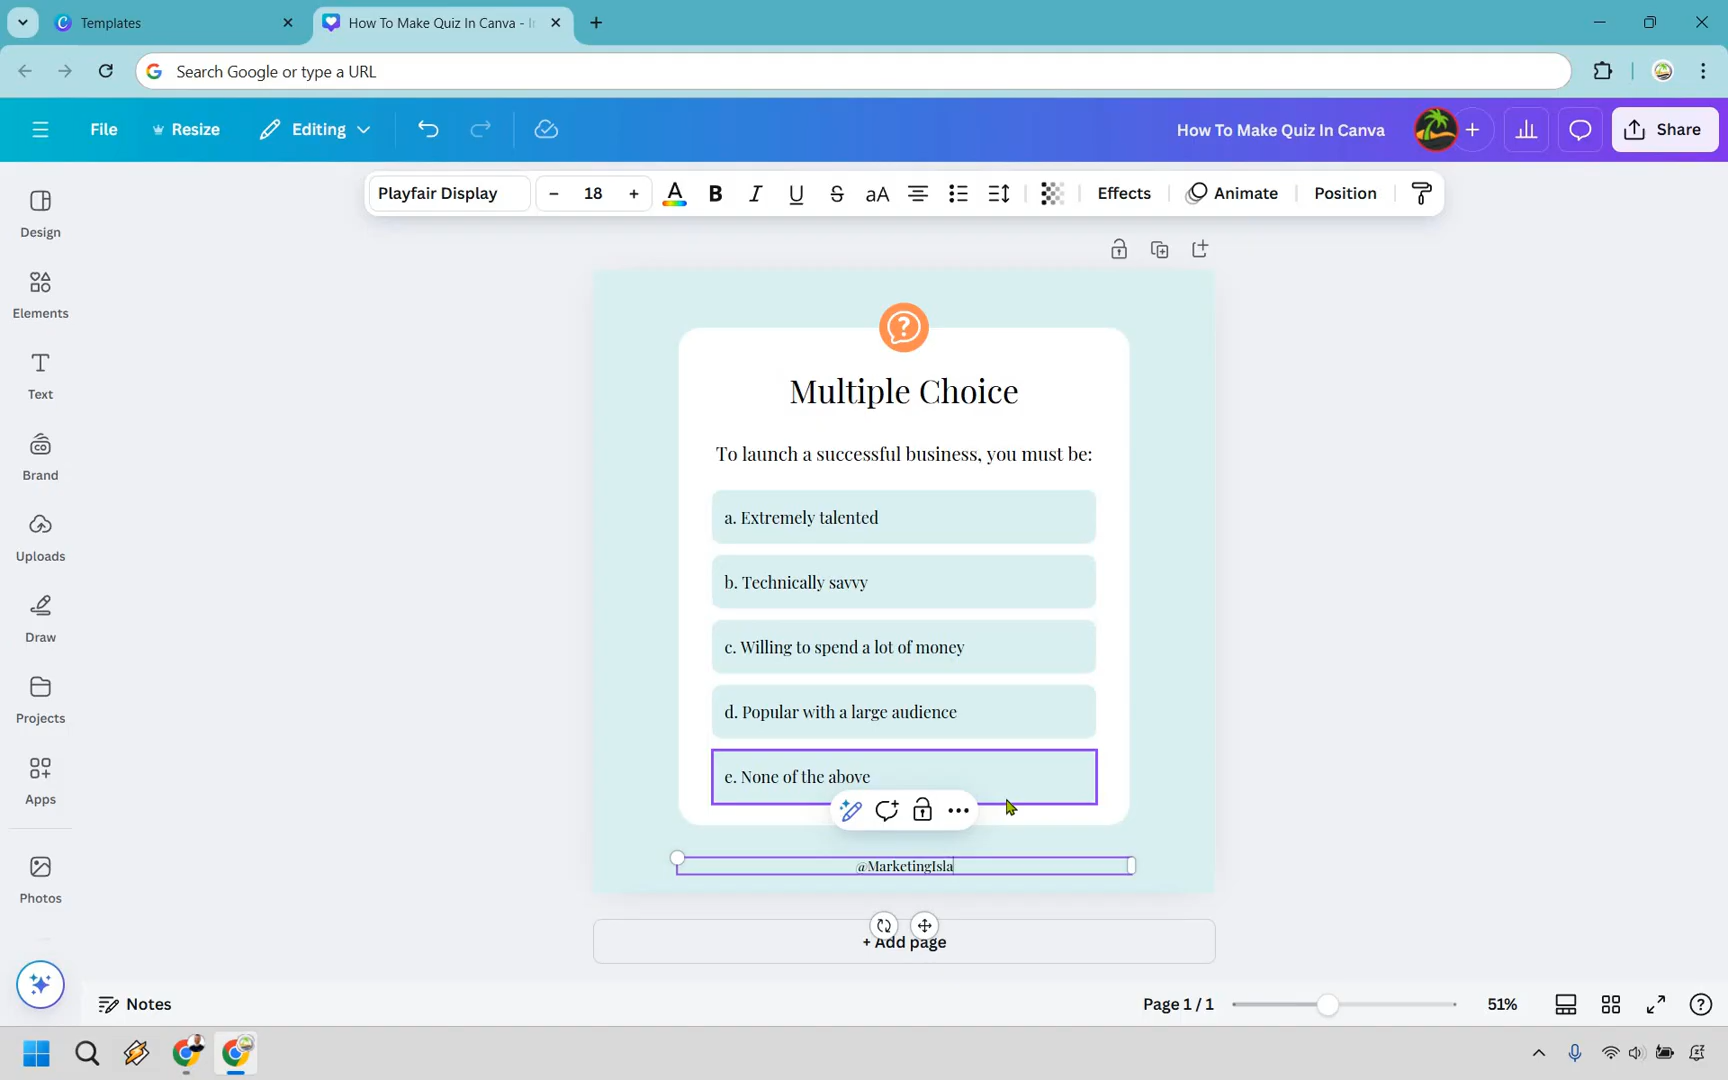 Templates
How To Make Quiz In Canva - In
Search Google or type a URL
File
Resize
Editing
How To Make Quiz In Canva
Share
Playfair Display
– 18 +
A
B
I
U
S
aA
Effects
Animate
Position
Design
Elements
Text
Brand
Uploads
Draw
Projects
Apps
Photos
Multiple Choice
To launch a successful business, you must be:
a. Extremely talented
b. Technically savvy
c. Willing to spend a lot of money
d. Popular with a large audience
e. None of the above
@MarketingIsla
+ Add page
Notes
Page 1 / 1
51%